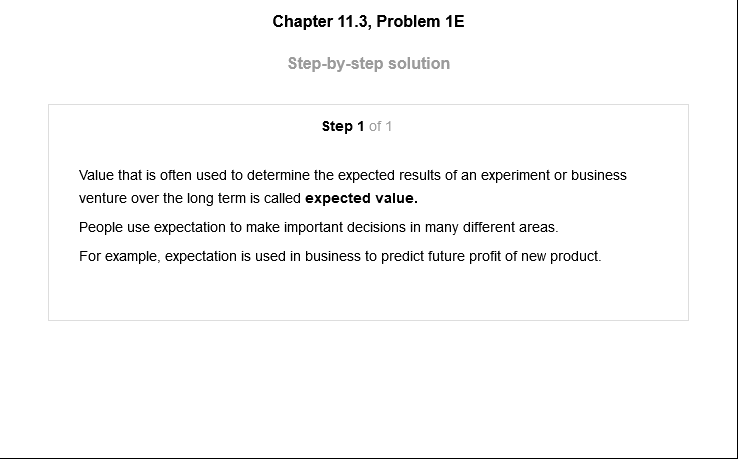 Chapter 11.3, Problem 1E
Step-by-step solution
Step 1 of 1
Value that is often used to determine the expected results of an experiment or business
venture over the long term is called expected value.
People use expectation to make important decisions in many different areas.
For example, expectation is used in business to predict future profit of new product.